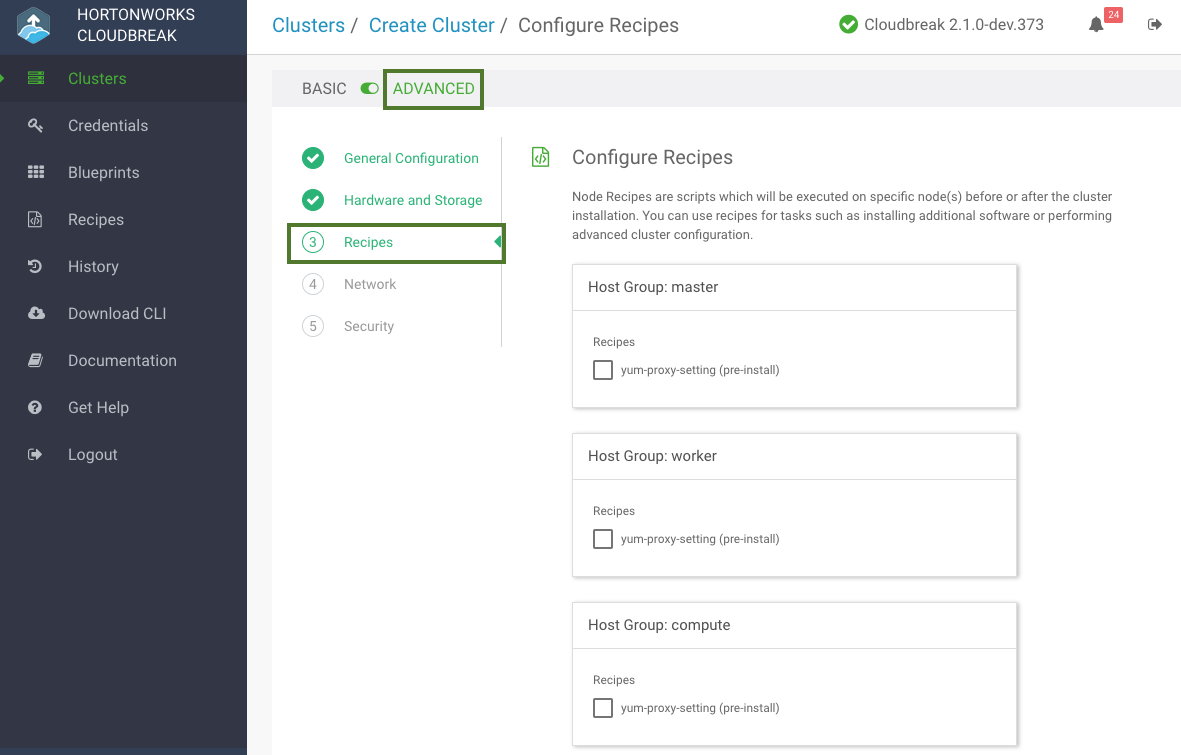 HORTONWORKS
CLOUDBREAK
Clusters
Credentials
Blueprints
Recipes
History
Download CLI
Documentation
Get Help
Logout
Clusters / Create Cluster / Configure Recipes
Cloudbreak 2.1.0-dev.373
24
BASIC
ADVANCED
General Configuration
Hardware and Storage
3 Recipes
4 Network
5 Security
Configure Recipes
Node Recipes are scripts which will be executed on specific node(s) before or after the cluster
installation. You can use recipes for tasks such as installing additional software or performing
advanced cluster configuration.
Host Group: master
Recipes
yum-proxy-setting (pre-install)
Host Group: worker
Recipes
yum-proxy-setting (pre-install)
Host Group: compute
Recipes
yum-proxy-setting (pre-install)